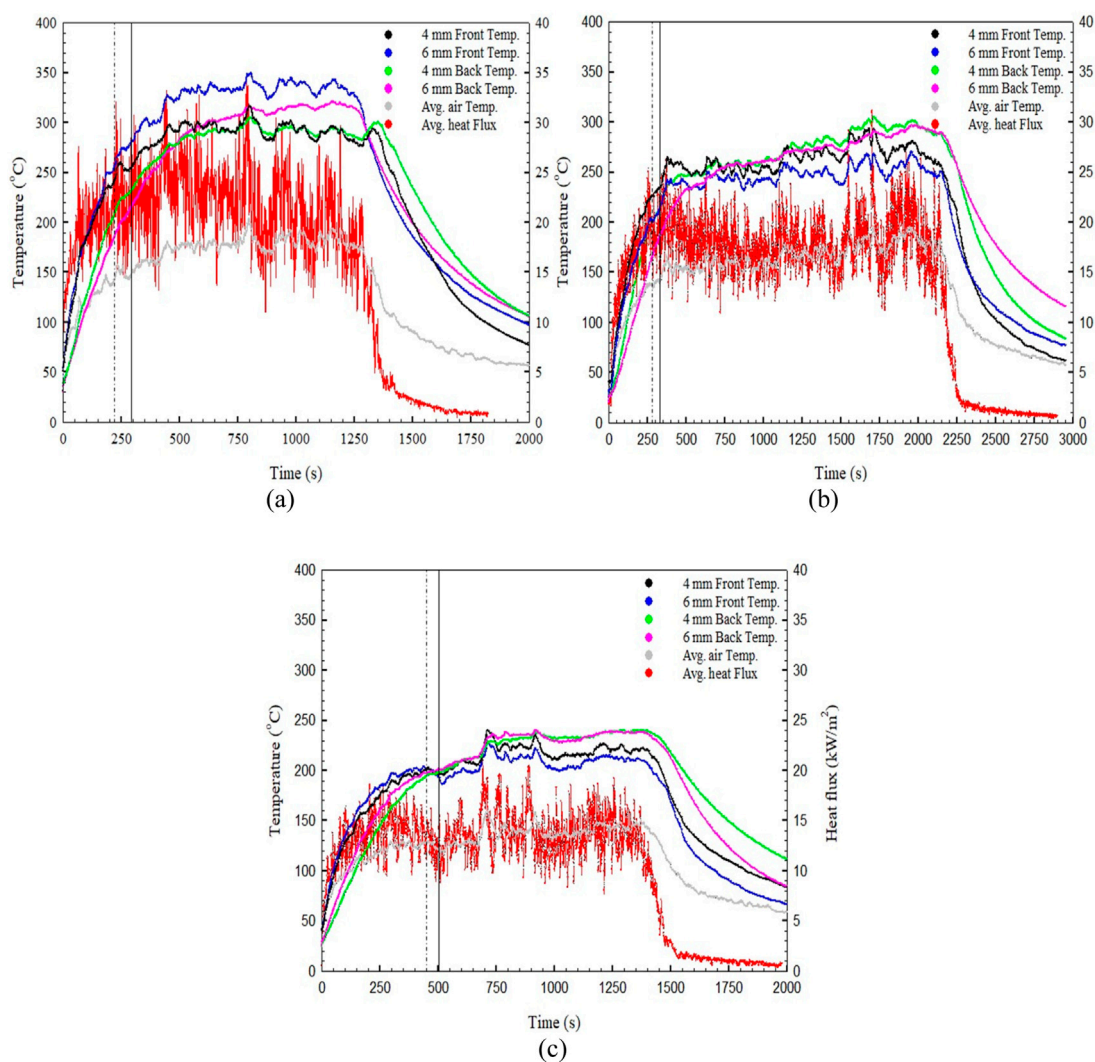 400
350
300
250
200
150
100
50
0
Temperature (°C)
40
35
30
25
20
15
10
5
0
4 mm Front Temp.
6 mm Front Temp.
4 mm Back Temp.
6 mm Back Temp.
Avg. air Temp.
Avg. heat Flux
0 250 500 750 1000 1250 1500 1750 2000
Time (s)
(a)
400
350
300
250
200
150
100
50
0
Temperature (°C)
40
35
30
25
20
15
10
5
0
4 mm Front Temp.
6 mm Front Temp.
4 mm Back Temp.
6 mm Back Temp.
Avg. air Temp.
Avg. heat Flux
0 250 500 750 1000 1250 1500 1750 2000 2250 2500 2750 3000
Time (s)
(b)
400
350
300
250
200
150
100
50
0
Temperature (°C)
40
35
30
25
20
15
10
5
0
Heat flux (kW/m²)
4 mm Front Temp.
6 mm Front Temp.
4 mm Back Temp.
6 mm Back Temp.
Avg. air Temp.
Avg. heat Flux
0 250 500 750 1000 1250 1500 1750 2000
Time (s)
(c)